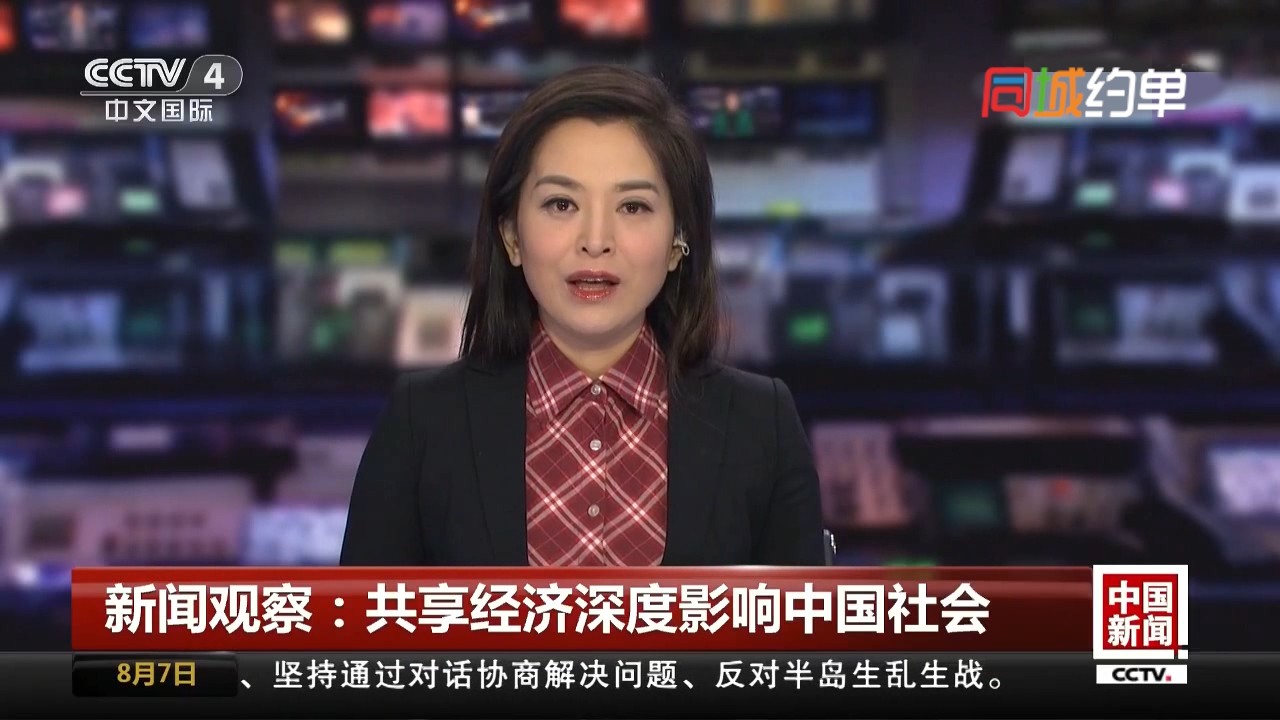 CCTV 4
中文国际
同城约单
新闻观察：共享经济深度影响中国社会
中国
新闻
CCTV.
8月7日
、坚持通过对话协商解决问题、反对半岛生乱生战。